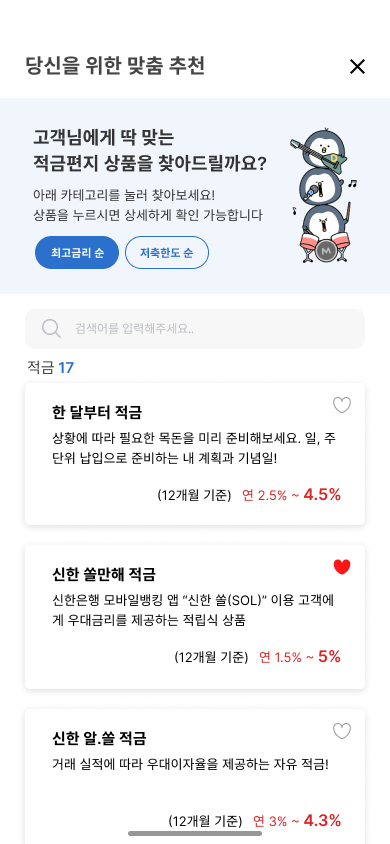 당신을 위한 맞춤 추천
고객님에게 딱 맞는
적금편지 상품을 찾아드릴까요?
아래 카테고리를 눌러 찾아보세요!
상품을 누르시면 상세하게 확인 가능합니다
최고금리 순
저축한도 순
M
검색어를 입력해주세요..
적금 17
한 달부터 적금
상황에 따라 필요한 목돈을 미리 준비해보세요. 일, 주
단위 납입으로 준비하는 내 계획과 기념일!
(12개월 기준) 연 2.5% ~ 4.5%
신한 쏠만해 적금
신한은행 모바일뱅킹 앱 “신한 쏠(SOL)” 이용 고객에
게 우대금리를 제공하는 적립식 상품
(12개월 기준) 연 1.5% ~ 5%
신한 알.쏠 적금
거래 실적에 따라 우대이자율을 제공하는 자유 적금!
(12개월 기준) 연 3% ~ 4.3%